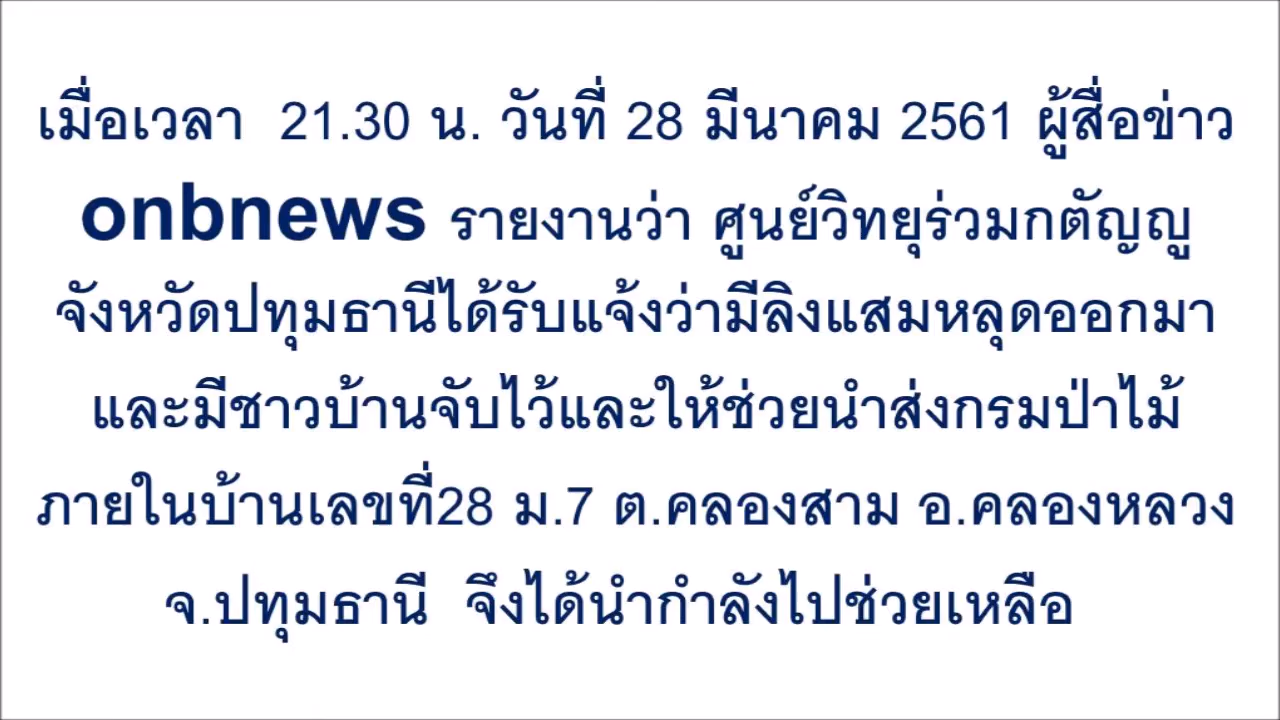 เมื่อเวลา 21.30 น. วันที่ 28 มีนาคม 2561 ผู้สื่อข่าว
onbnews รายงานว่า ศูนย์วิทยุร่วมกตัญญู
จังหวัดปทุมธานีได้รับแจ้งว่ามีลิงแสมหลุดออกมา
และมีชาวบ้านจับไว้และให้ช่วยนำส่งกรมป่าไม้
ภายในบ้านเลขที่28 ม.7 ต.คลองสาม อ.คลองหลวง
จ.ปทุมธานี จึงได้นำกำลังไปช่วยเหลือ